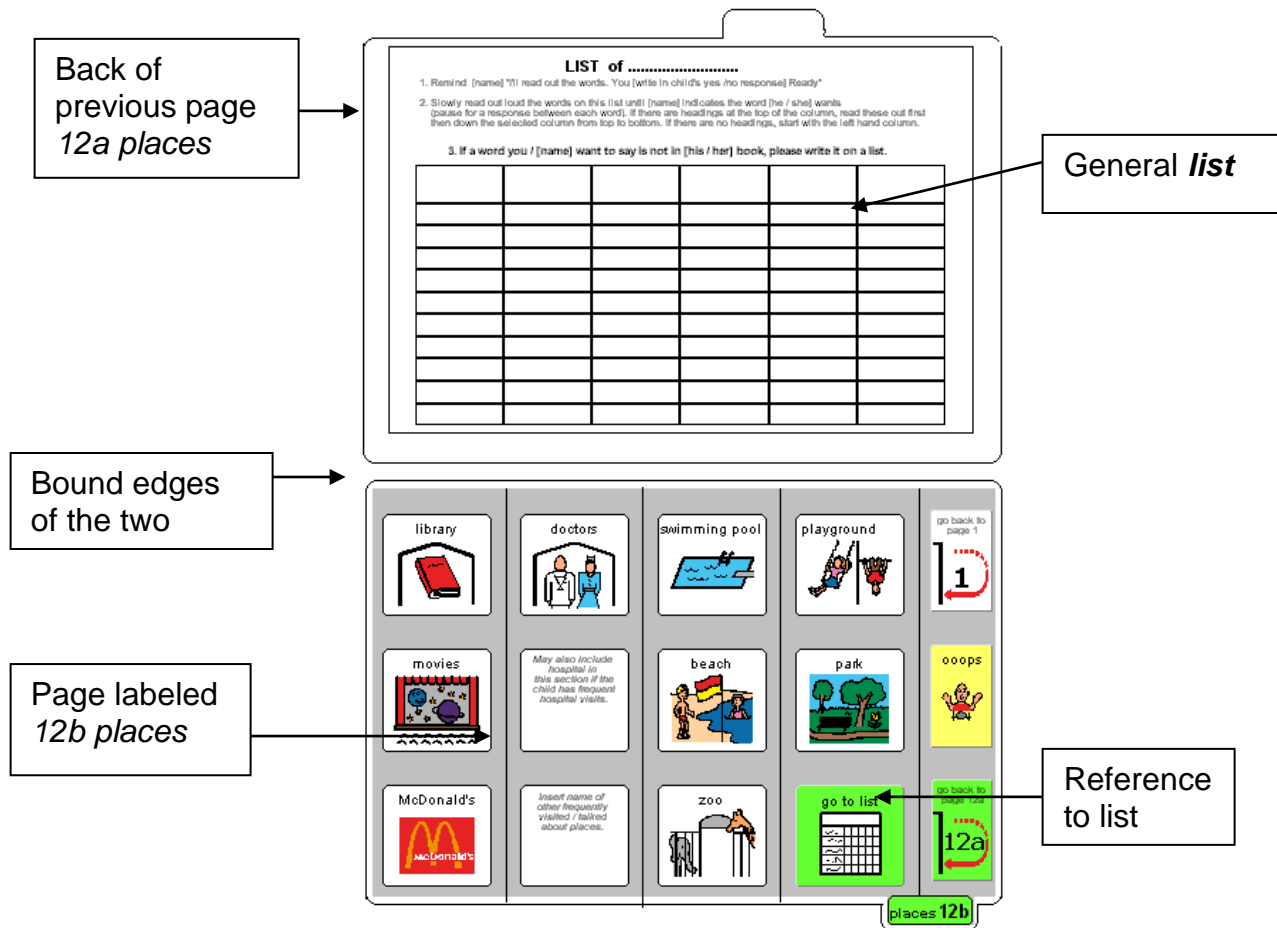 Back of
previous page
12a places
LIST of ..........................
1. Remind [name] "I'll read out the words. You [write in child's yes /no response] Ready"
2. Slowly read out loud the words on this list until [name] indicates the word [he / she] wants
(pause for a response between each word). If there are headings at the top of the column, read these out first
then down the selected column from top to bottom. If there are no headings, start with the left hand column.
3. If a word you / [name] want to say is not in [his / her] book, please write it on a list.
General list
Bound edges
of the two
library
doctors
swimming pool
playground
go back to
page 1
1
Page labeled
12b places
movies
May also include
hospital in
this section if the
child has frequent
hospital visits.
beach
park
ooops
McDonald's
McDonald's
Insert name of
other frequently
visited / talked
about places.
zoo
go to list
go back to
page 12a
12a
Reference
to list
places 12b